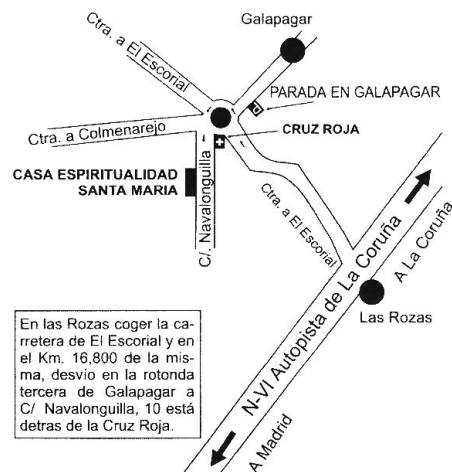 Galapagar
Ctra. a El Escorial
PARADA EN GALAPAGAR
b
Ctra. a Colmenarejo
CRUZ ROJA
CASA ESPIRITUALIDAD
SANTA MARIA
C/. Navalonguilla
Ctra. a El Escorial
N-VI Autopista de La Coruña
A La Coruña
Las Rozas
A Madrid
En las Rozas coger la ca-
rretera de El Escorial y en
el Km. 16,800 de la mis-
ma, desvío en la rotonda
tercera de Galapagar a
C/ Navalonguilla, 10 está
detras de la Cruz Roja.